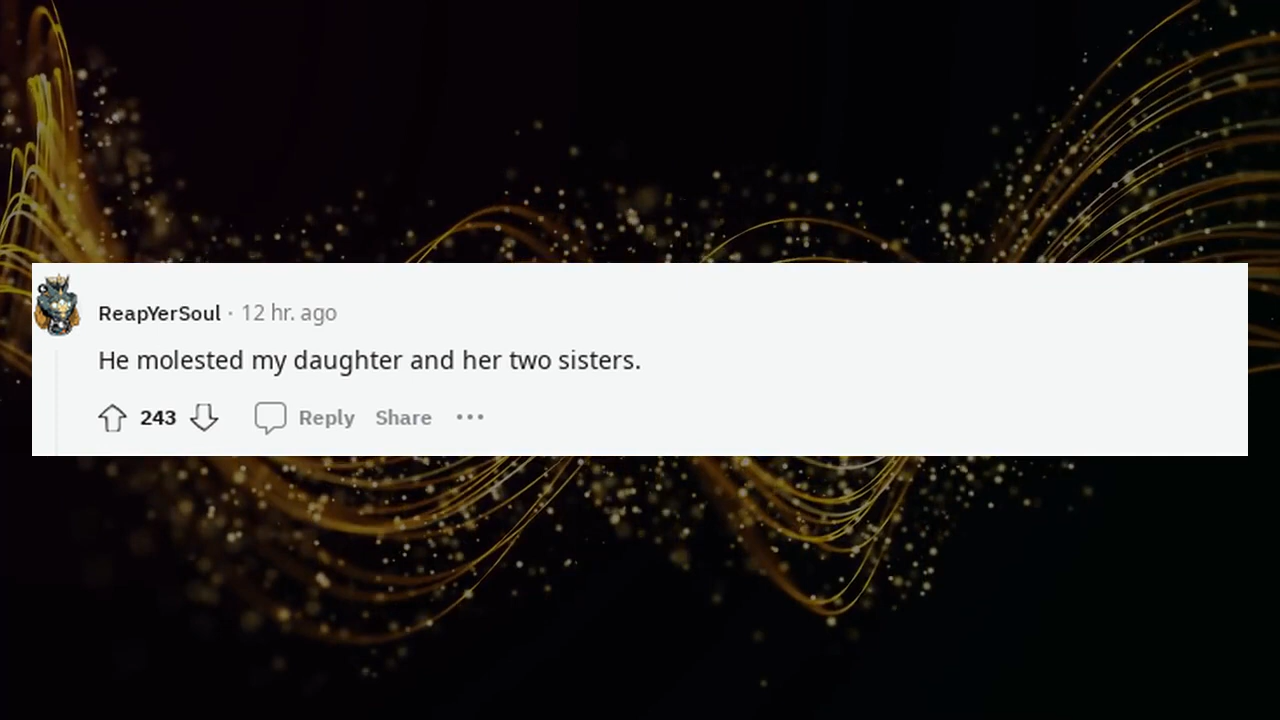 ReapYerSoul · 12 hr. ago
He molested my daughter and her two sisters.
243 Reply Share ···